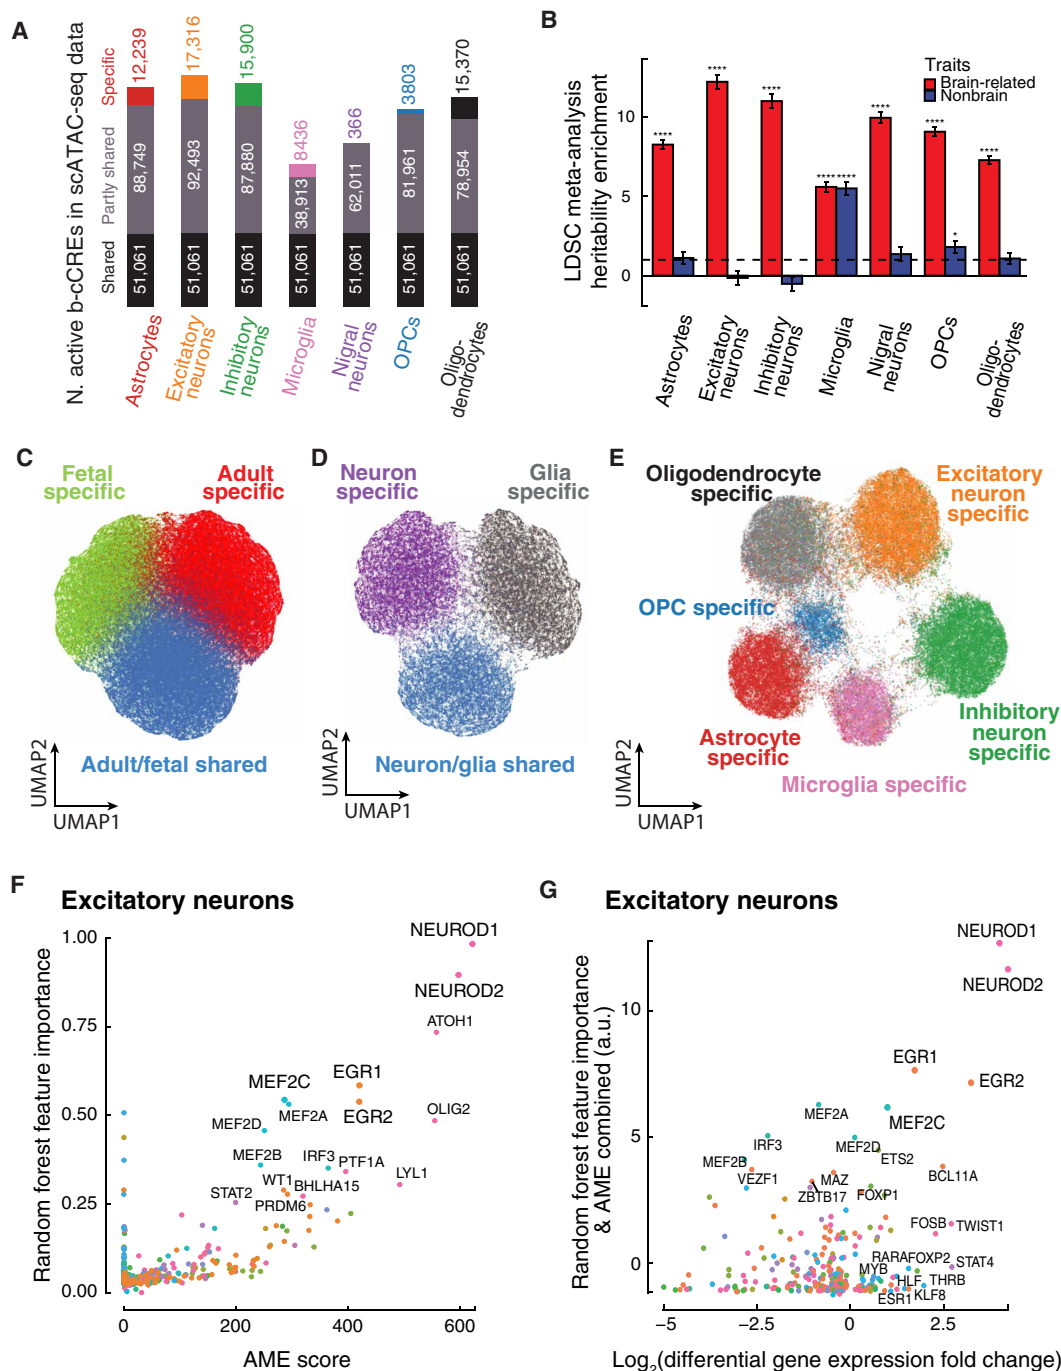 A
N. active b-cCREs in scATAC-seq data
Shared
Partly shared
Specific
12,239
17,316
15,900
8436
366
3803
15,370
88,749
92,493
87,880
38,913
62,011
81,961
78,954
51,061
51,061
51,061
51,061
51,061
51,061
51,061
Astrocytes
Excitatory
neurons
Inhibitory
neurons
Microglia
Nigral
neurons
OPCs
Oligo-
dendrocytes
B
LDSC meta-analysis
heritability enrichment
10
5
0
Traits
Brain-related
Nonbrain
****
****
****
****
****
****
****
*
****
Astrocytes
Excitatory
neurons
Inhibitory
neurons
Microglia
Nigral
neurons
OPCs
Oligo-
dendrocytes
C
Fetal
specific
Adult
specific
Adult/fetal shared
UMAP2
UMAP1
D
Neuron
specific
Glia
specific
Neuron/glia shared
UMAP2
UMAP1
E
Oligodendrocyte
specific
Excitatory
neuron
specific
OPC specific
Astrocyte
specific
Inhibitory
neuron
specific
Microglia specific
UMAP2
UMAP1
F
Excitatory neurons
Random forest feature importance
1.00
0.75
0.50
0.25
0.00
NEUROD1
NEUROD2
ATOH1
EGR1
MEF2C
EGR2
MEF2A
OLIG2
MEF2D
MEF2B
IRF3
PTF1A
LYL1
WT1
BHLHA15
STAT2
PRDM6
0
200
400
600
AME score
G
Excitatory neurons
Random forest feature importance
& AME combined (a.u.)
10
5
0
NEUROD1
NEUROD2
EGR1
EGR2
MEF2A
MEF2C
IRF3
MEF2D
ETS2
MEF2B
VEZF1
MAZ
BCL11A
ZBTB17
FOXP1
FOSB
TWIST1
RARA
FOXP2
STAT4
MYB
HLF
THRB
ESR1
KLF8
−5
−2.5
0
2.5
Log2(differential gene expression fold change)